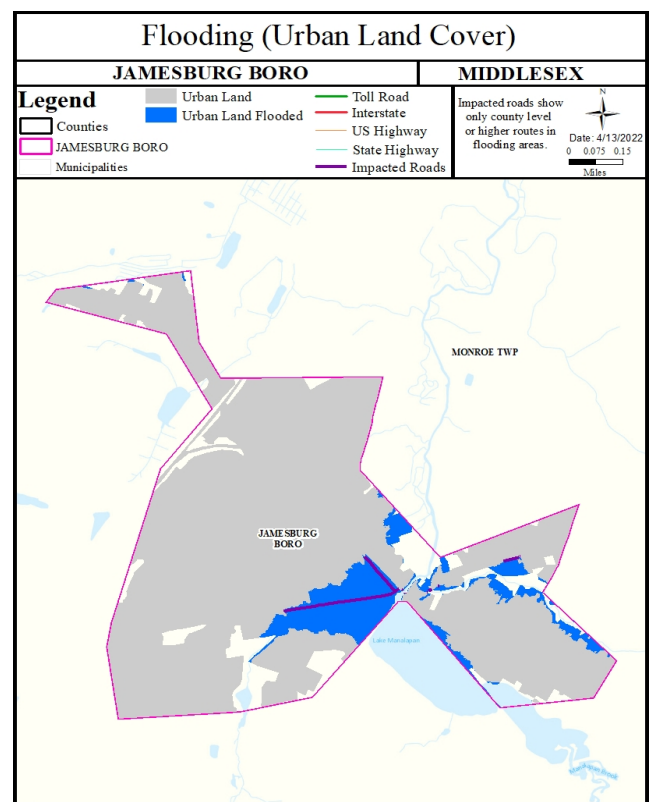 Flooding (Urban Land Cover)
JAMESBURG BORO
MIDDLESEX
Legend
Counties
JAMESBURG BORO
Municipalities
Urban Land
Urban Land Flooded
Toll Road
Interstate
US Highway
State Highway
Impacted Roads
Impacted roads show
only county level
or higher routes in
flooding areas.
N
Date: 4/13/2022
0 0.075 0.15
Miles
MONROE TWP
JAMESBURG
BORO
Lake Manalapan
Manalapan Brook